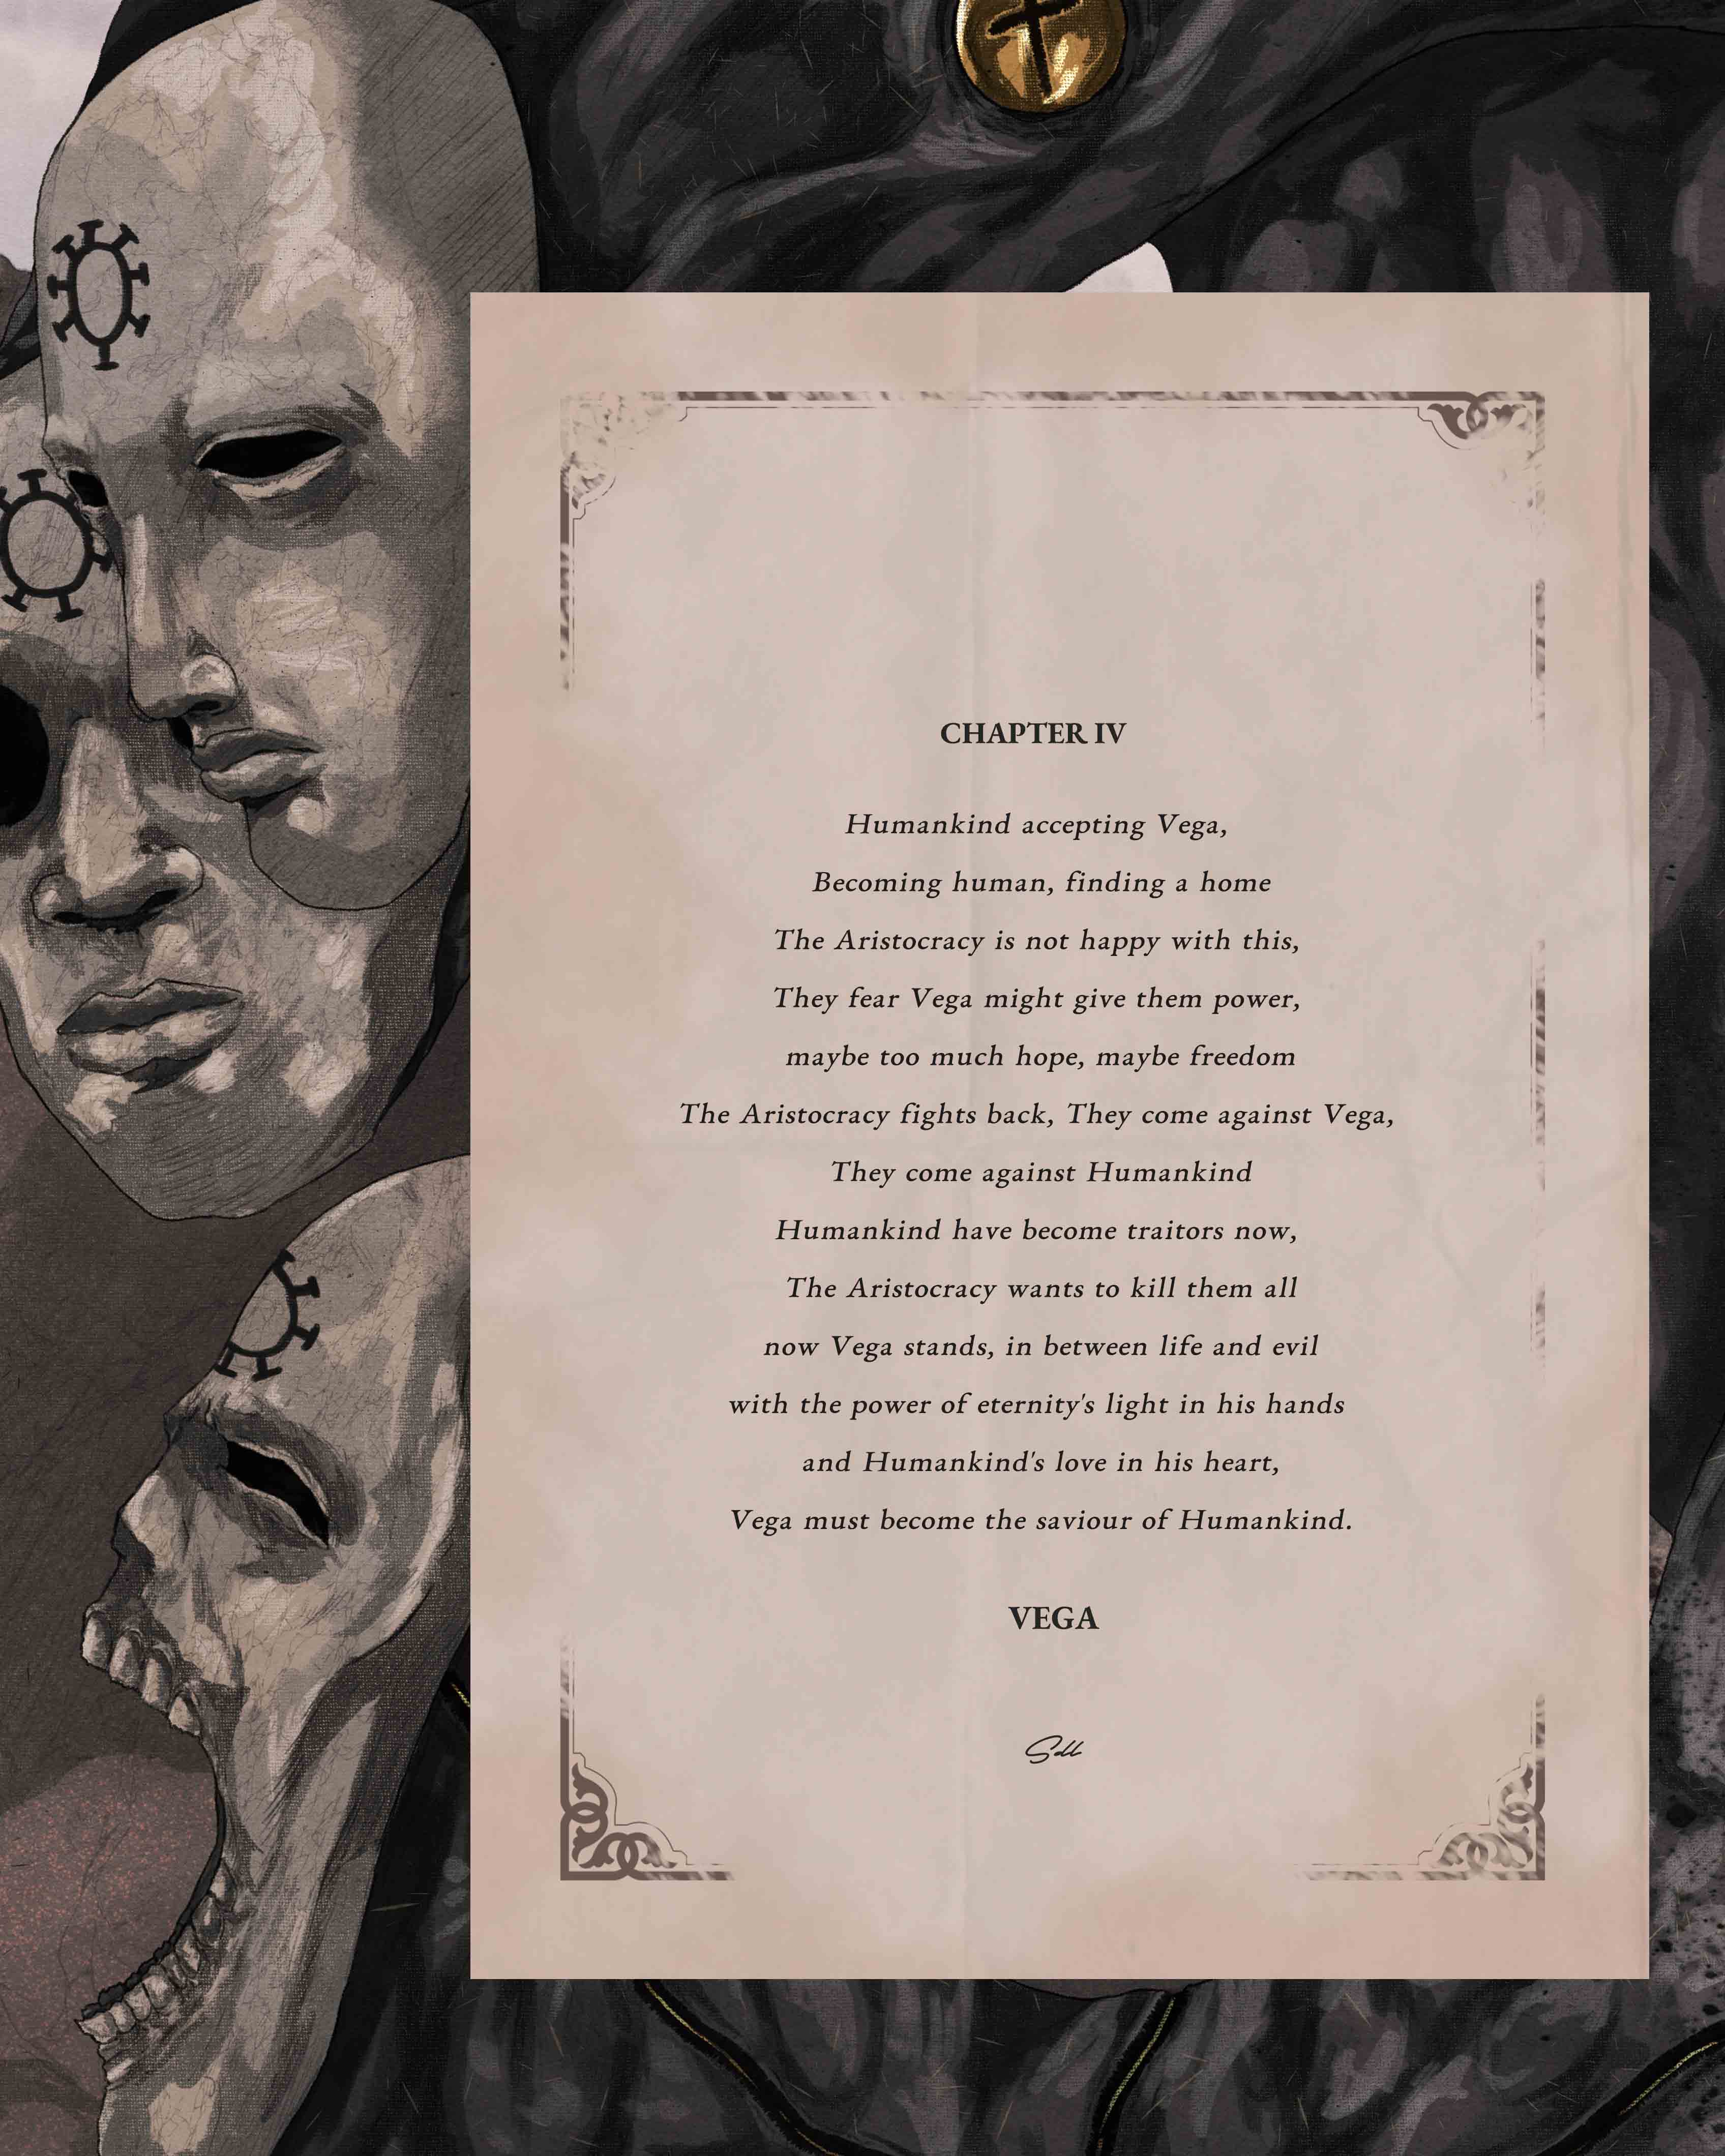 CHAPTER IV
Humankind accepting Vega,
Becoming human, finding a home
The Aristocracy is not happy with this,
They fear Vega might give them power,
maybe too much hope, maybe freedom
The Aristocracy fights back, They come against Vega,
They come against Humankind
Humankind have become traitors now,
The Aristocracy wants to kill them all
now Vega stands, in between life and evil
with the power of eternity's light in his hands
and Humankind's love in his heart,
Vega must become the saviour of Humankind.
VEGA